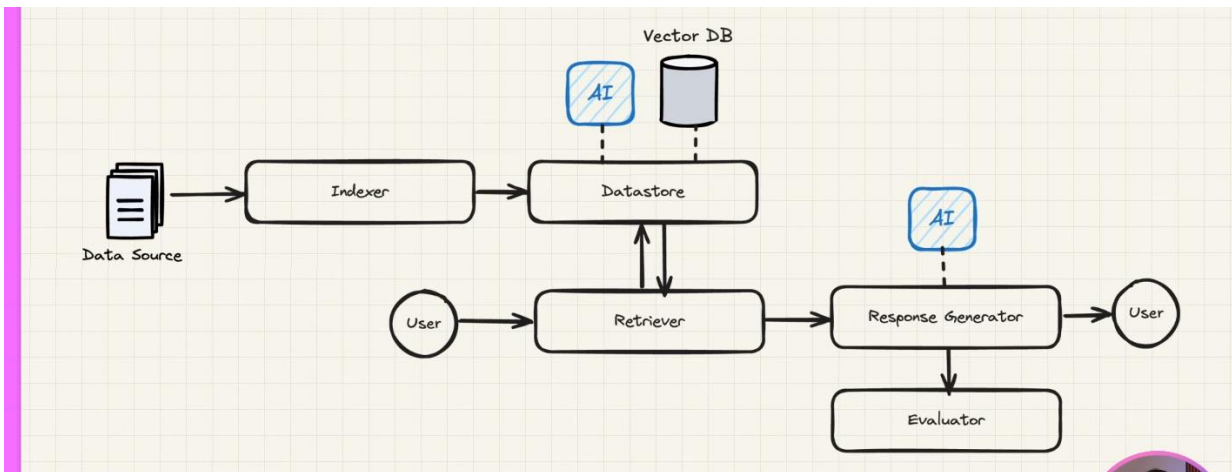 Vector DB
AI
Indexer
Datastore
Data Source
AI
User
Retriever
Response Generator
User
Evaluator